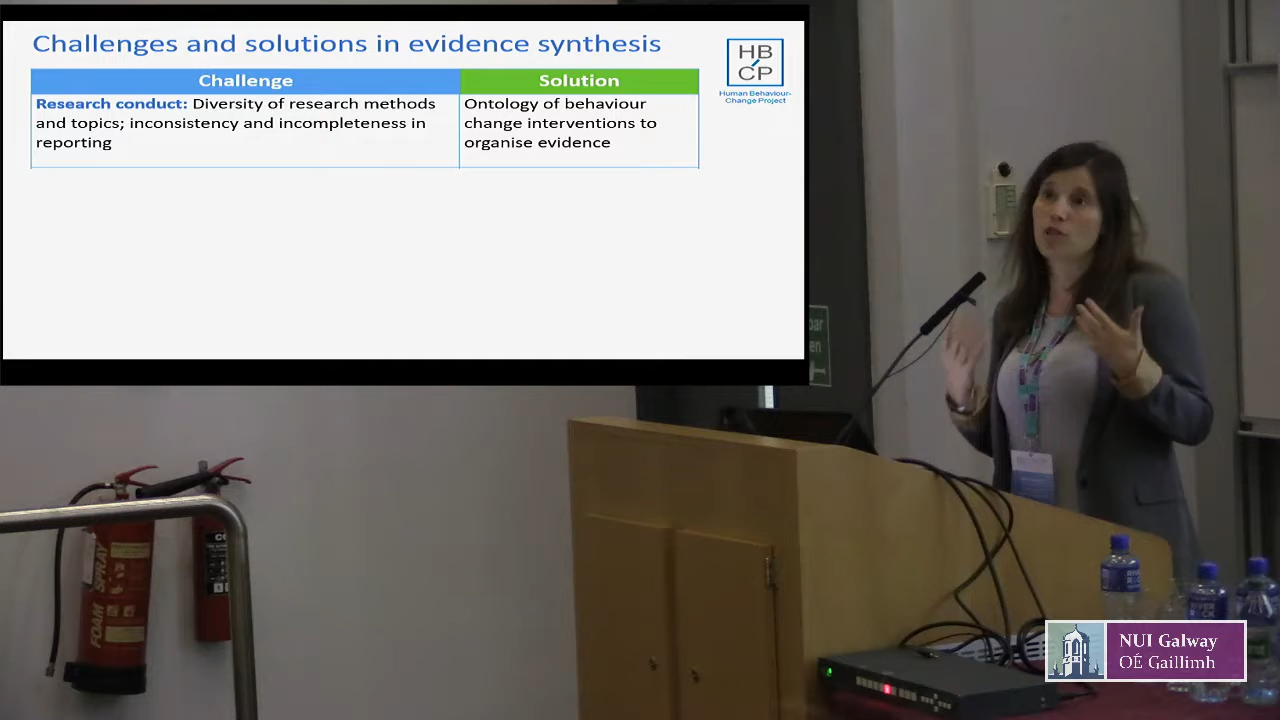 Challenges and solutions in evidence synthesis
HB
CP
Human Behaviour-
Change Project
Challenge
Solution
Research conduct: Diversity of research methods
and topics; inconsistency and incompleteness in
reporting
Ontology of behaviour
change interventions to
organise evidence
FOAM SPRAY
NUI Galway
OÉ Gaillimh